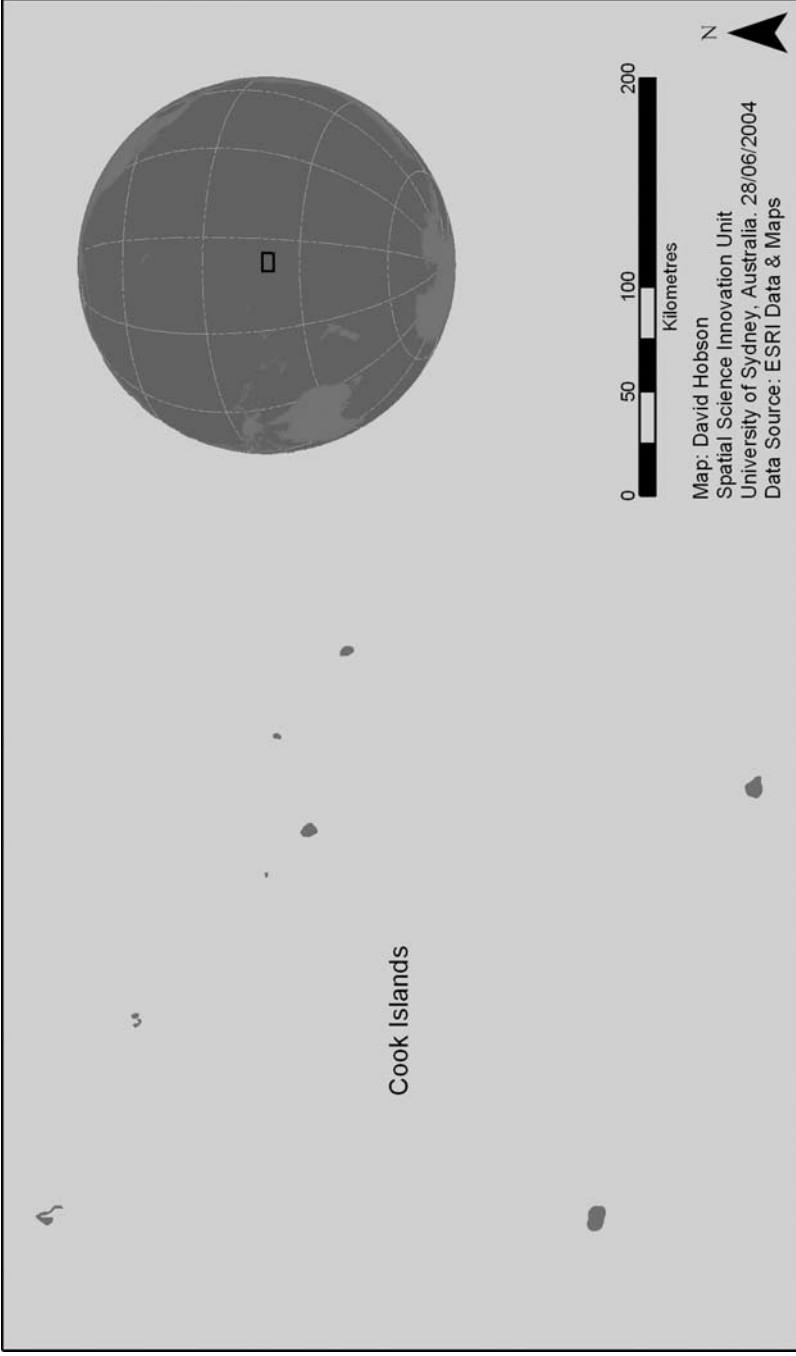 Cook Islands
N
0 50 100 200
Kilometres
Map: David Hobson
Spatial Science Innovation Unit
University of Sydney, Australia. 28/06/2004
Data Source: ESRI Data & Maps